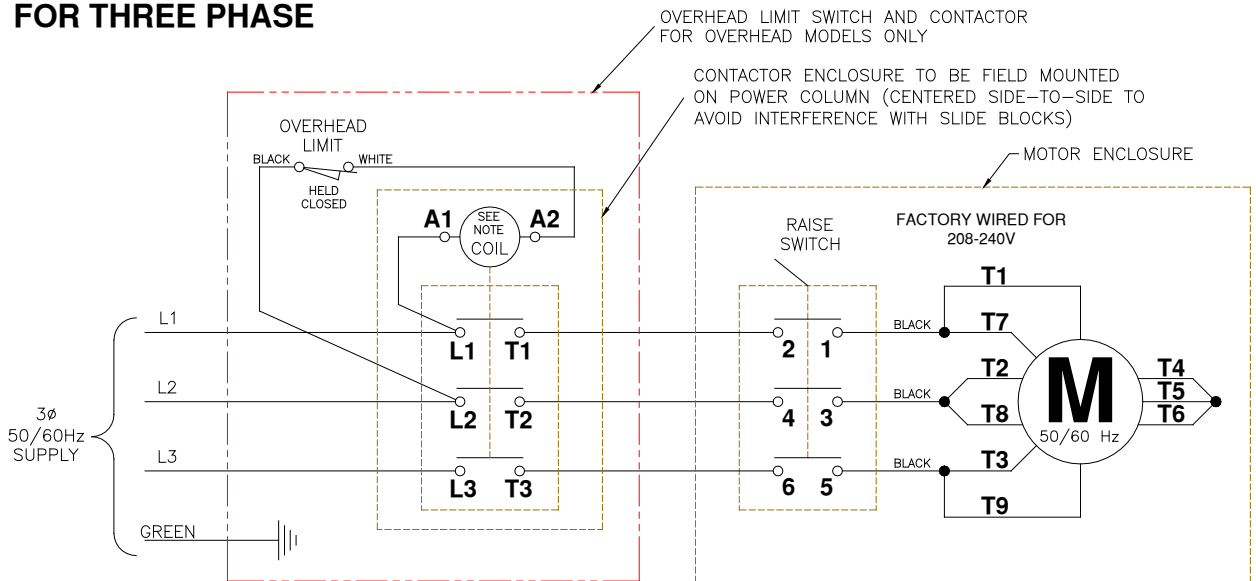 FOR THREE PHASE
OVERHEAD LIMIT SWITCH AND CONTACTOR
FOR OVERHEAD MODELS ONLY
CONTACTOR ENCLOSURE TO BE FIELD MOUNTED
ON POWER COLUMN (CENTERED SIDE-TO-SIDE TO
AVOID INTERFERENCE WITH SLIDE BLOCKS)
MOTOR ENCLOSURE
OVERHEAD
LIMIT
BLACK
WHITE
HELD
CLOSED
A1
SEE
NOTE
COIL
A2
RAISE
SWITCH
FACTORY WIRED FOR
208-240V
T1
L1
L1
T1
2
1
BLACK
T7
T2
T4
L2
L2
T2
4
3
BLACK
T8
M
50/60 Hz
T5
T6
3ø
50/60Hz
SUPPLY
L3
L3
T3
6
5
BLACK
T3
T9
GREEN